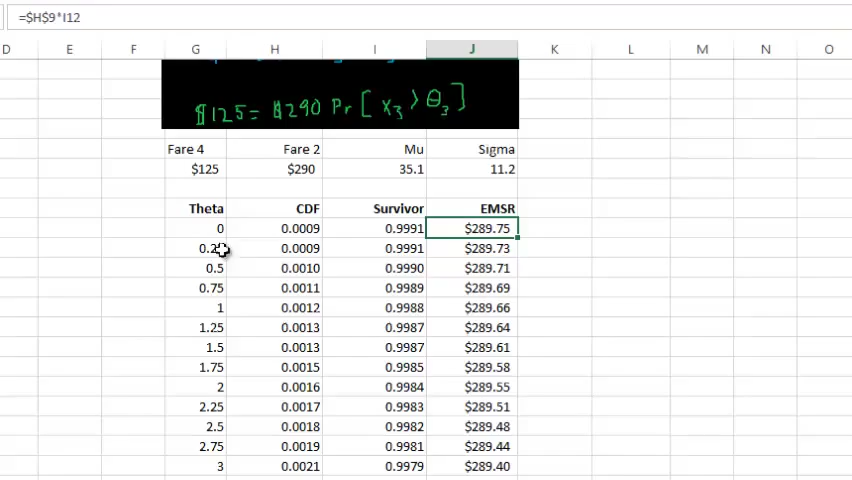 =$H$9*I12
D E F G H I J K L M N O
$125 = $290 Pr [ x3 > θ3 ]
Fare 4 Fare 2 Mu Sigma
$125 $290 35.1 11.2
Theta CDF Survivor EMSR
0 0.0009 0.9991 $289.75
0.2 0.0009 0.9991 $289.73
0.5 0.0010 0.9990 $289.71
0.75 0.0011 0.9989 $289.69
1 0.0012 0.9988 $289.66
1.25 0.0013 0.9987 $289.64
1.5 0.0013 0.9987 $289.61
1.75 0.0015 0.9985 $289.58
2 0.0016 0.9984 $289.55
2.25 0.0017 0.9983 $289.51
2.5 0.0018 0.9982 $289.48
2.75 0.0019 0.9981 $289.44
3 0.0021 0.9979 $289.40